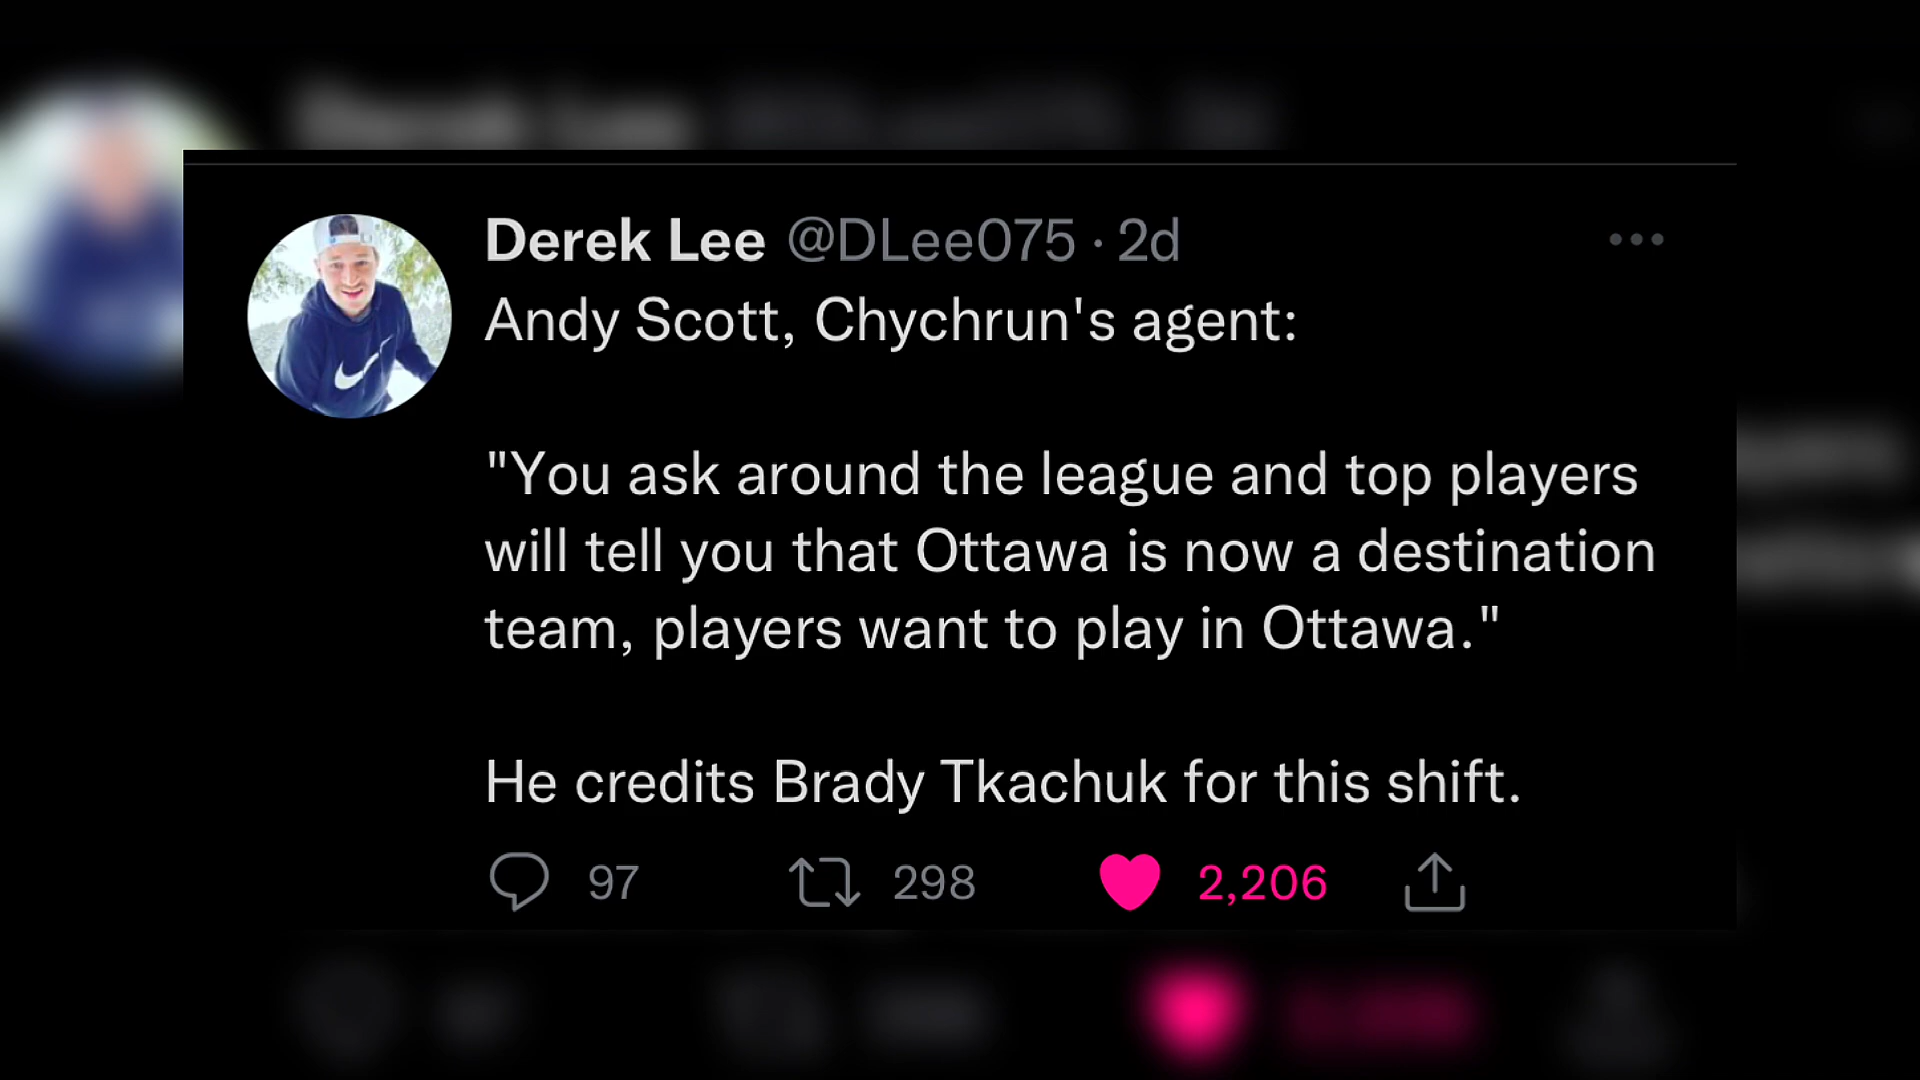 Derek Lee @DLee075 · 2d
Andy Scott, Chychrun's agent:
"You ask around the league and top players
will tell you that Ottawa is now a destination
team, players want to play in Ottawa."
He credits Brady Tkachuk for this shift.
97 298 2,206